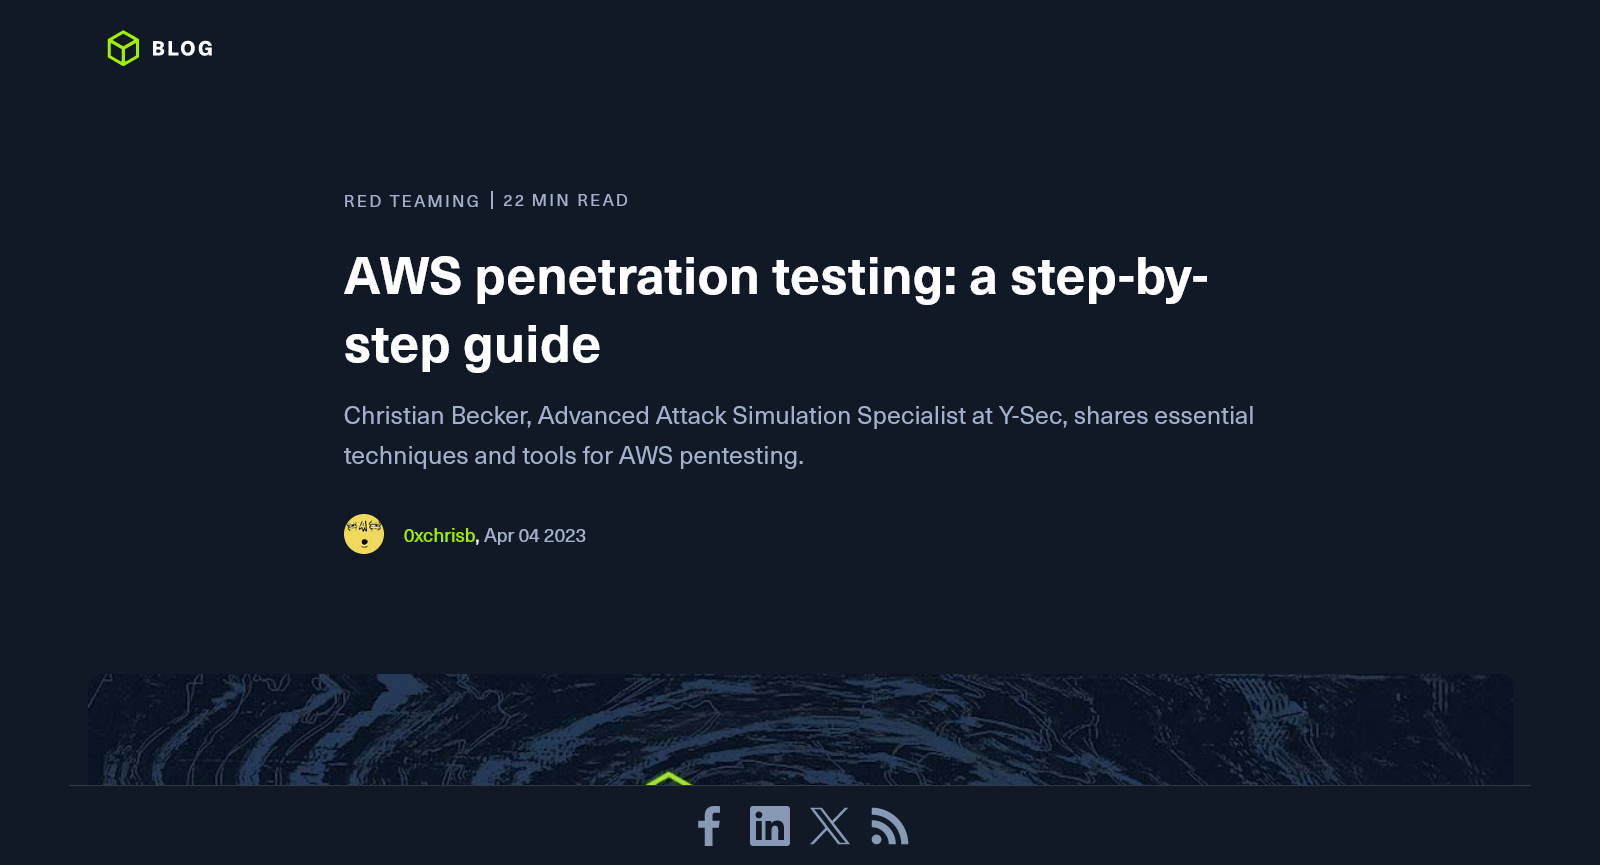 BLOG
RED TEAMING | 22 MIN READ
AWS penetration testing: a step-by-
step guide
Christian Becker, Advanced Attack Simulation Specialist at Y-Sec, shares essential
techniques and tools for AWS pentesting.
0xchrisb, Apr 04 2023